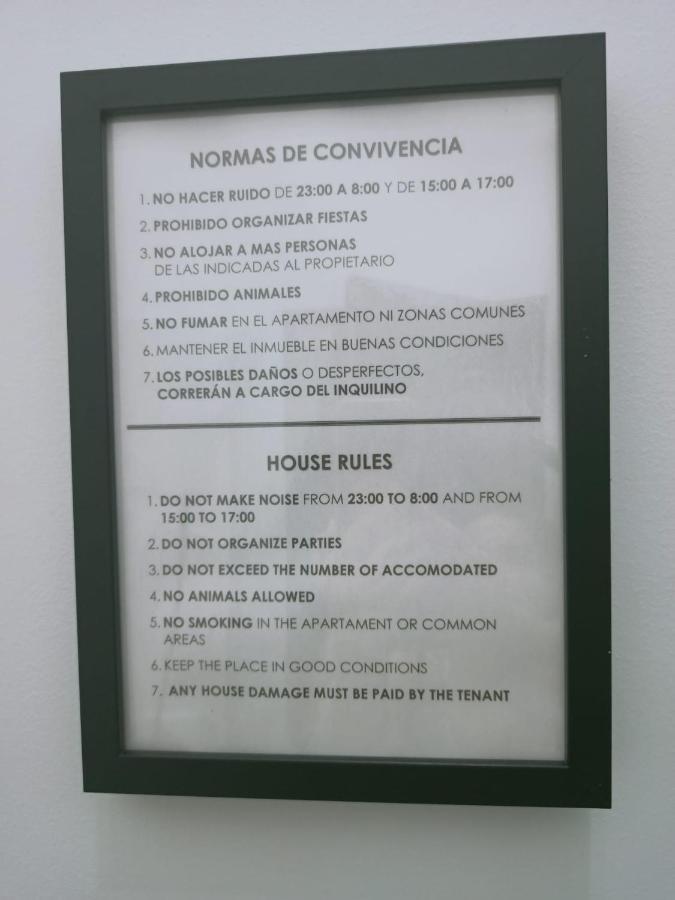 NORMAS DE CONVIVENCIA
1. NO HACER RUIDO DE 23:00 A 8:00 Y DE 15:00 A 17:00
2. PROHIBIDO ORGANIZAR FIESTAS
3. NO ALOJAR A MAS PERSONAS
DE LAS INDICADAS AL PROPIETARIO
4. PROHIBIDO ANIMALES
5. NO FUMAR EN EL APARTAMENTO NI ZONAS COMUNES
6. MANTENER EL INMUEBLE EN BUENAS CONDICIONES
7. LOS POSIBLES DAÑOS O DESPERFECTOS,
CORRERÁN A CARGO DEL INQUILINO
HOUSE RULES
1. DO NOT MAKE NOISE FROM 23:00 TO 8:00 AND FROM
15:00 TO 17:00
2. DO NOT ORGANIZE PARTIES
3. DO NOT EXCEED THE NUMBER OF ACCOMODATED
4. NO ANIMALS ALLOWED
5. NO SMOKING IN THE APARTAMENT OR COMMON
AREAS
6. KEEP THE PLACE IN GOOD CONDITIONS
7. ANY HOUSE DAMAGE MUST BE PAID BY THE TENANT